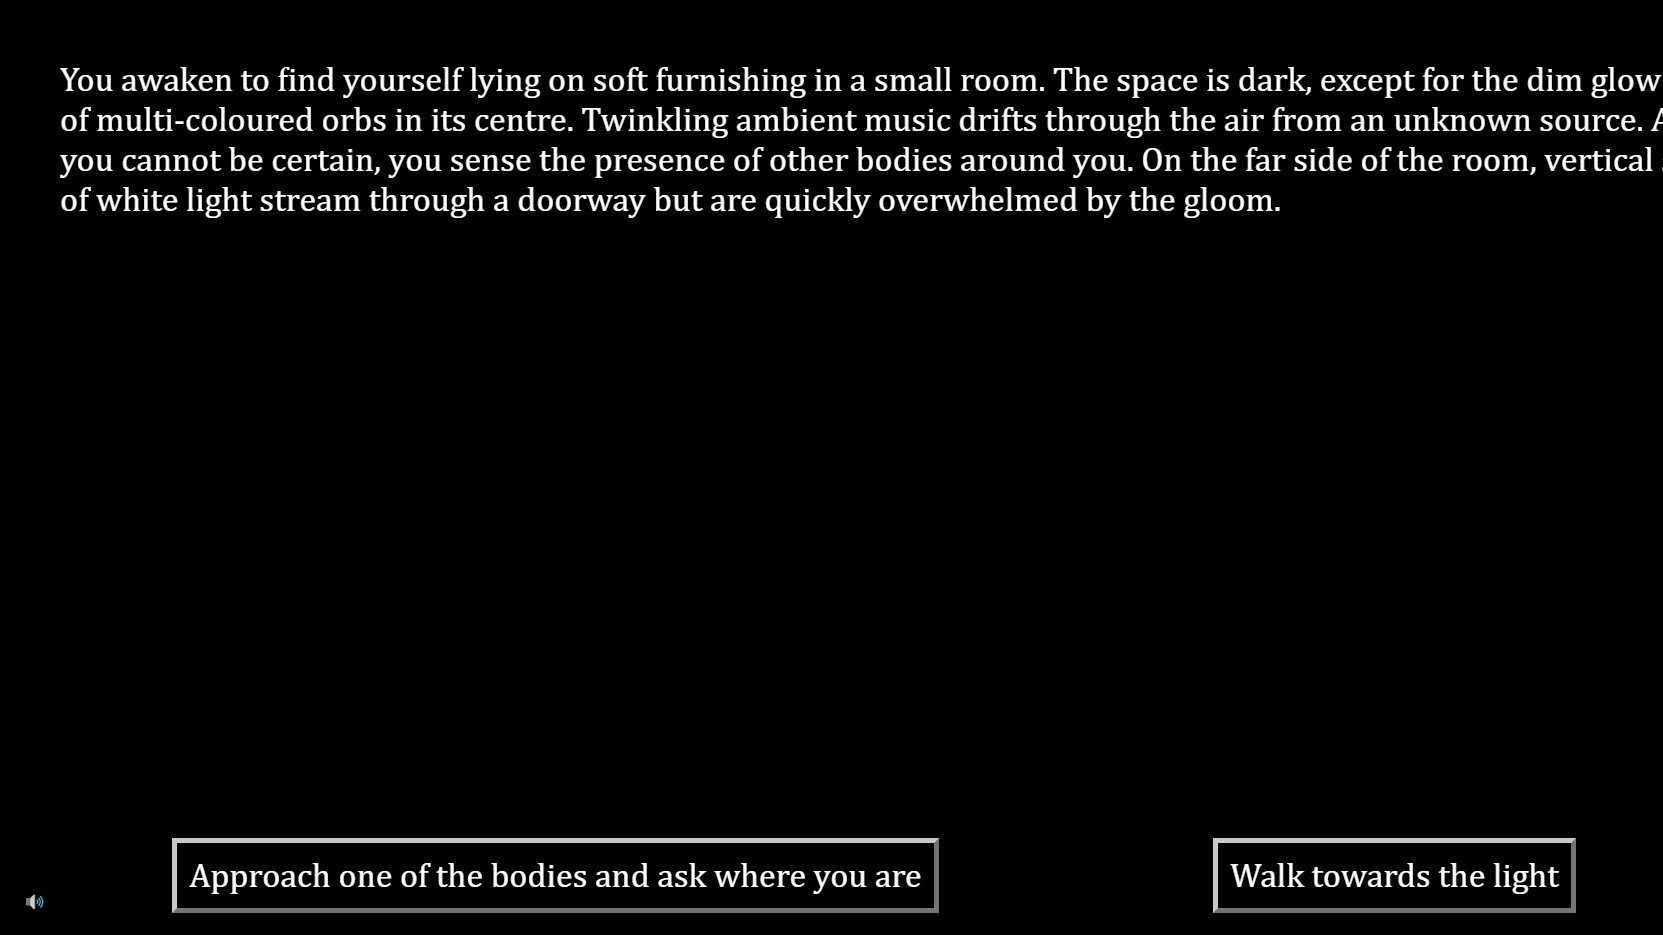 You awaken to find yourself lying on soft furnishing in a small room. The space is dark, except for the dim glow
of multi-coloured orbs in its centre. Twinkling ambient music drifts through the air from an unknown source.
you cannot be certain, you sense the presence of other bodies around you. On the far side of the room, vertical
of white light stream through a doorway but are quickly overwhelmed by the gloom.
Approach one of the bodies and ask where you are
Walk towards the light